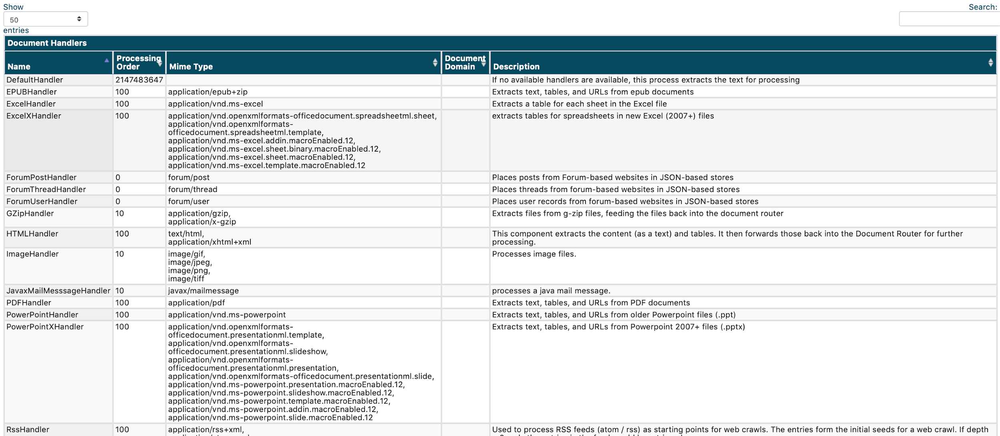 Show
Search:
50
entries
Document Handlers
Name
Processing
Order
Mime Type
Document
Domain
Description
DefaultHandler 2147483647 If no available handlers are available, this process extracts the text for processing
EPUBHandler 100 application/epub+zip Extracts text, tables, and URLs from epub documents
ExcelHandler 100 application/vnd.ms-excel Extracts a table for each sheet in the Excel file
ExcelXHandler 100 application/vnd.openxmlformats-officedocument.spreadsheetml.sheet, extracts tables for spreadsheets in new Excel (2007+) files
application/vnd.openxmlformats-
officedocument.spreadsheetml.template,
application/vnd.ms-excel.addin.macroEnabled.12,
application/vnd.ms-excel.sheet.binary.macroEnabled.12,
application/vnd.ms-excel.sheet.macroEnabled.12,
application/vnd.ms-excel.template.macroEnabled.12
ForumPostHandler 0 forum/post Places posts from Forum-based websites in JSON-based stores
ForumThreadHandler 0 forum/thread Places threads from forum-based websites in JSON-based stores
ForumUserHandler 0 forum/user Places user records from forum-based websites in JSON-based stores
GZipHandler 10 application/gzip, Extracts files from g-zip files, feeding the files back into the document router
application/x-gzip
HTMLHandler 100 text/html, This component extracts the content (as a text) and tables. It then forwards those back into the Document Router for further
application/xhtml+xml processing.
ImageHandler 10 image/gif, Processes image files.
image/jpeg,
image/png,
image/tiff
JavaxMailMesssageHandler 10 javax/mailmessage processes a java mail message.
PDFHandler 100 application/pdf Extracts text, tables, and URLs from PDF documents
PowerPointHandler 100 application/vnd.ms-powerpoint Extracts text, tables, and URLs from older Powerpoint files (.ppt)
PowerPointXHandler 100 application/vnd.openxmlformats- Extracts text, tables, and URLs from Powerpoint 2007+ files (.pptx)
officedocument.presentationml.template,
application/vnd.openxmlformats-
officedocument.presentationml.slideshow,
application/vnd.openxmlformats-
officedocument.presentationml.presentation,
application/vnd.openxmlformats-officedocument.presentationml.slide,
application/vnd.ms-powerpoint.presentation.macroEnabled.12,
application/vnd.ms-powerpoint.slideshow.macroEnabled.12,
application/vnd.ms-powerpoint.template.macroEnabled.12,
application/vnd.ms-powerpoint.addin.macroEnabled.12,
application/vnd.ms-powerpoint.slide.macroEnabled.12
RssHandler 100 application/rss+xml, Used to process RSS feeds (atom / rss) as starting points for web crawls. The entries form the initial seeds for a web crawl. If depth